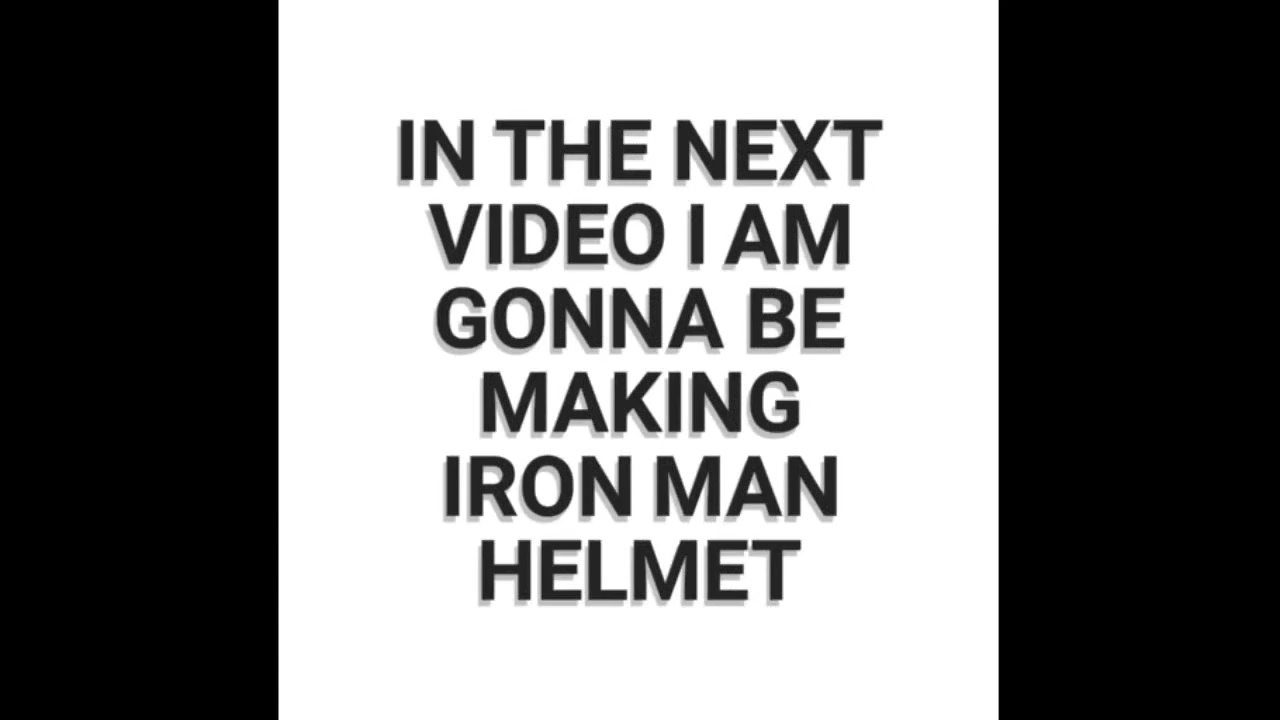 IN THE NEXT
VIDEO I AM
GONNA BE
MAKING
IRON MAN
HELMET